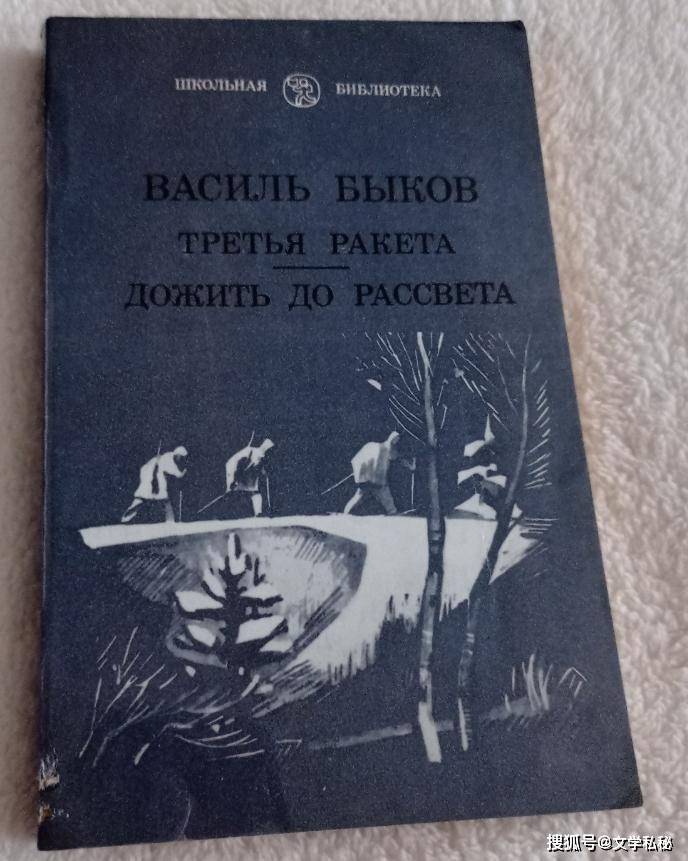 ШКОЛЬНАЯ БИБЛИОТЕКА
ВАСИЛЬ БЫКОВ
ТРЕТЬЯ РАКЕТА
ДОЖИТЬ ДО РАССВЕТА
搜狐号@文学私秘